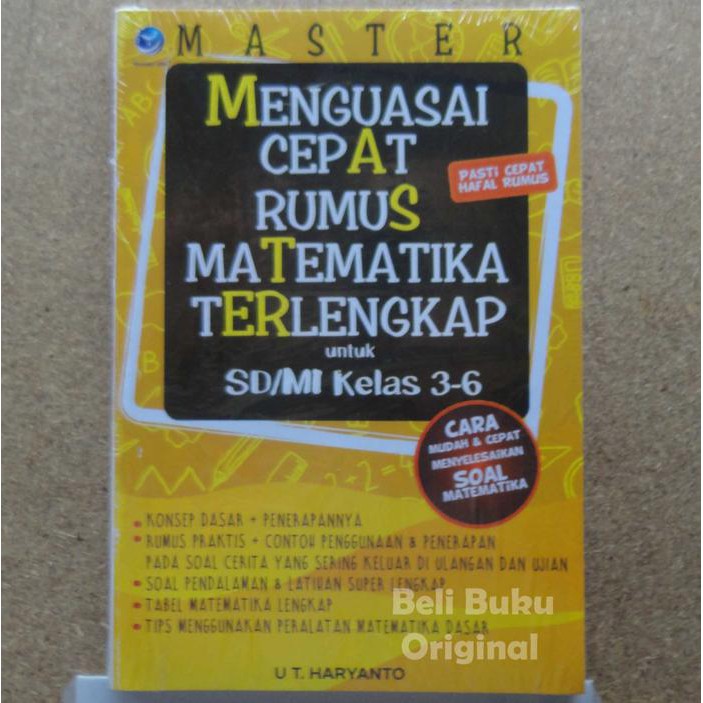 MASTER
MENGUASAI
CEPAT
RUMUS
MATEMATIKA
TERLENGKAP
untuk
SD/MI Kelas 3-6
PASTI CEPAT
HAFAL RUMUS
CARA
MUDAH & CEPAT
MENYELESAIKAN
SOAL
MATEMATIKA
• KONSEP DASAR + PENERAPANNYA
• RUMUS PRAKTIS + CONTOH PENGGUNAAN & PENERAPAN
PADA SOAL CERITA YANG SERING KELUAR DI ULANGAN DAN UJIAN
• SOAL PENDALAMAN & LATIHAN SUPER LENGKAP
• TABEL MATEMATIKA LENGKAP
• TIPS MENGGUNAKAN PERALATAN MATEMATIKA DASAR
Beli Buku
Original
U T. HARYANTO